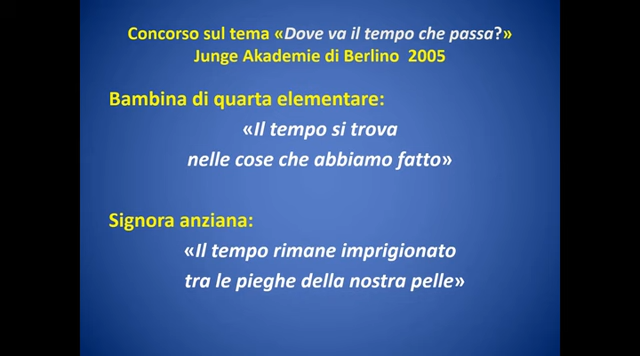 Concorso sul tema «Dove va il tempo che passa?»
Junge Akademie di Berlino 2005
Bambina di quarta elementare:
«Il tempo si trova
nelle cose che abbiamo fatto»
Signora anziana:
«Il tempo rimane imprigionato
tra le pieghe della nostra pelle»